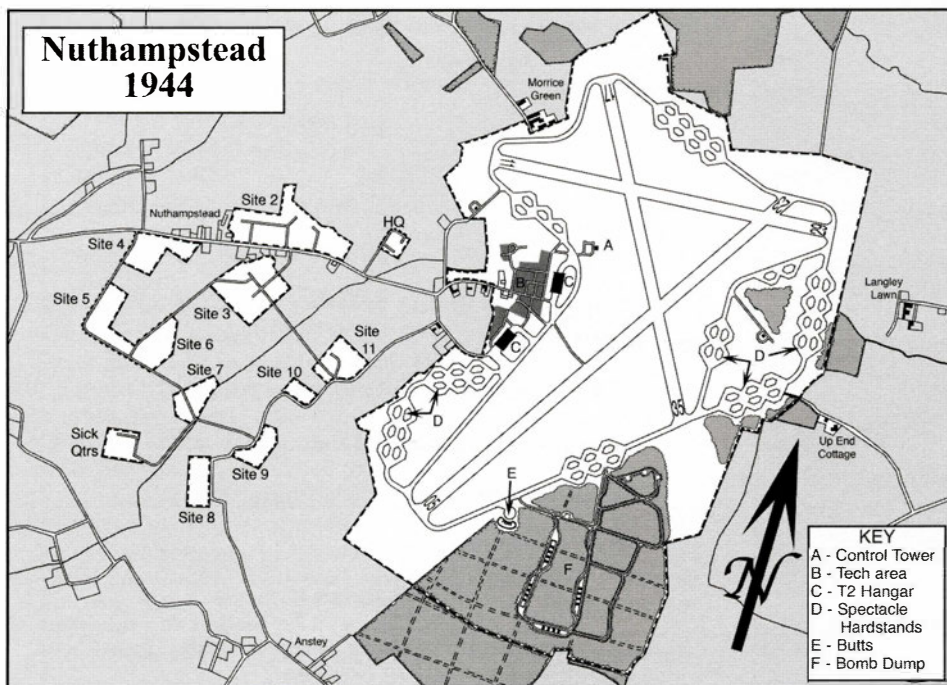 Nuthampstead
1944
Morrice
Green
17
Site 2
Nuthampstead
HQ
Site 4
A
B
C
Site 5
Site 3
Langley
Lawn
Site 6
Site
11
C
D
Site 7
Site 10
D
35
Sick
Qtrs
Site 9
Up End
Cottage
E
Site 8
F
N
Anstey
KEY
A - Control Tower
B - Tech area
C - T2 Hangar
D - Spectacle
Hardstands
E - Butts
F - Bomb Dump